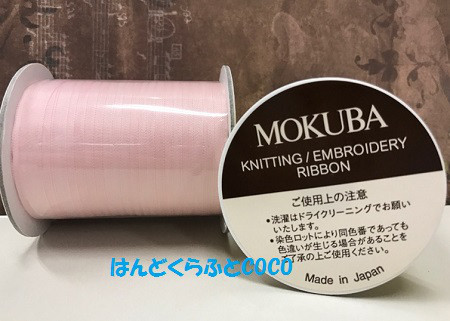 MOKUBA
KNITTING/EMBROIDERY
RIBBON
ご使用上の注意
●洗濯はドライクリーニングでお願い
いたします。
●染色ロットにより同色番であっても
色違いが生じる場合があることを
ご了承の上ご使用ください。
Made in Japan
はんどくらふとCOCO